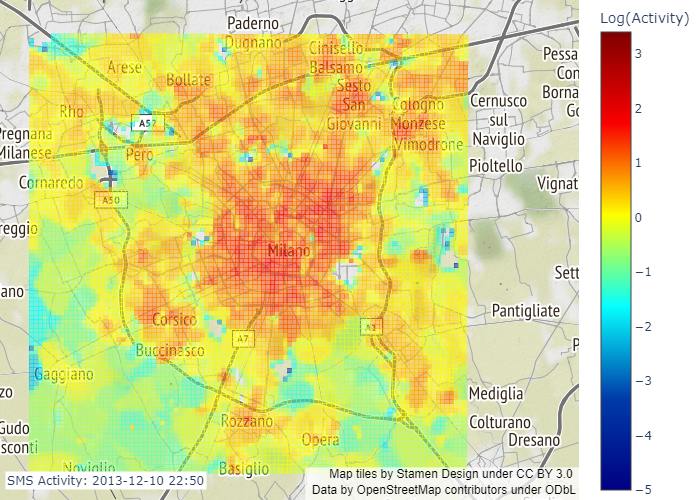 Log(Activity)
3
2
1
0
−1
−2
−3
−4
−5
Paderno
Dugnano
Cinisello
Balsamo
Arese
Bollate
Sesto
San
Giovanni
Cologno
Monzese
Vimodrone
Cernusco
sul
Naviglio
Pioltello
Pessa
Con
Borna
Go
Vignat
Rho
A52
Pero
Pregnana
Milanese
Cornaredo
A50
reggio
Milano
ano
Sett
Pantigliate
P
Corsico
Buccinasco
A7
A1
Gaggiano
zo
Gudo
sconti
Rozzano
Opera
Mediglia
Colturano
Dresano
Noviglio
Basiglio
SMS Activity: 2013-12-10 22:50
Map tiles by Stamen Design under CC BY 3.0
Data by OpenStreetMap contributors under ODbL